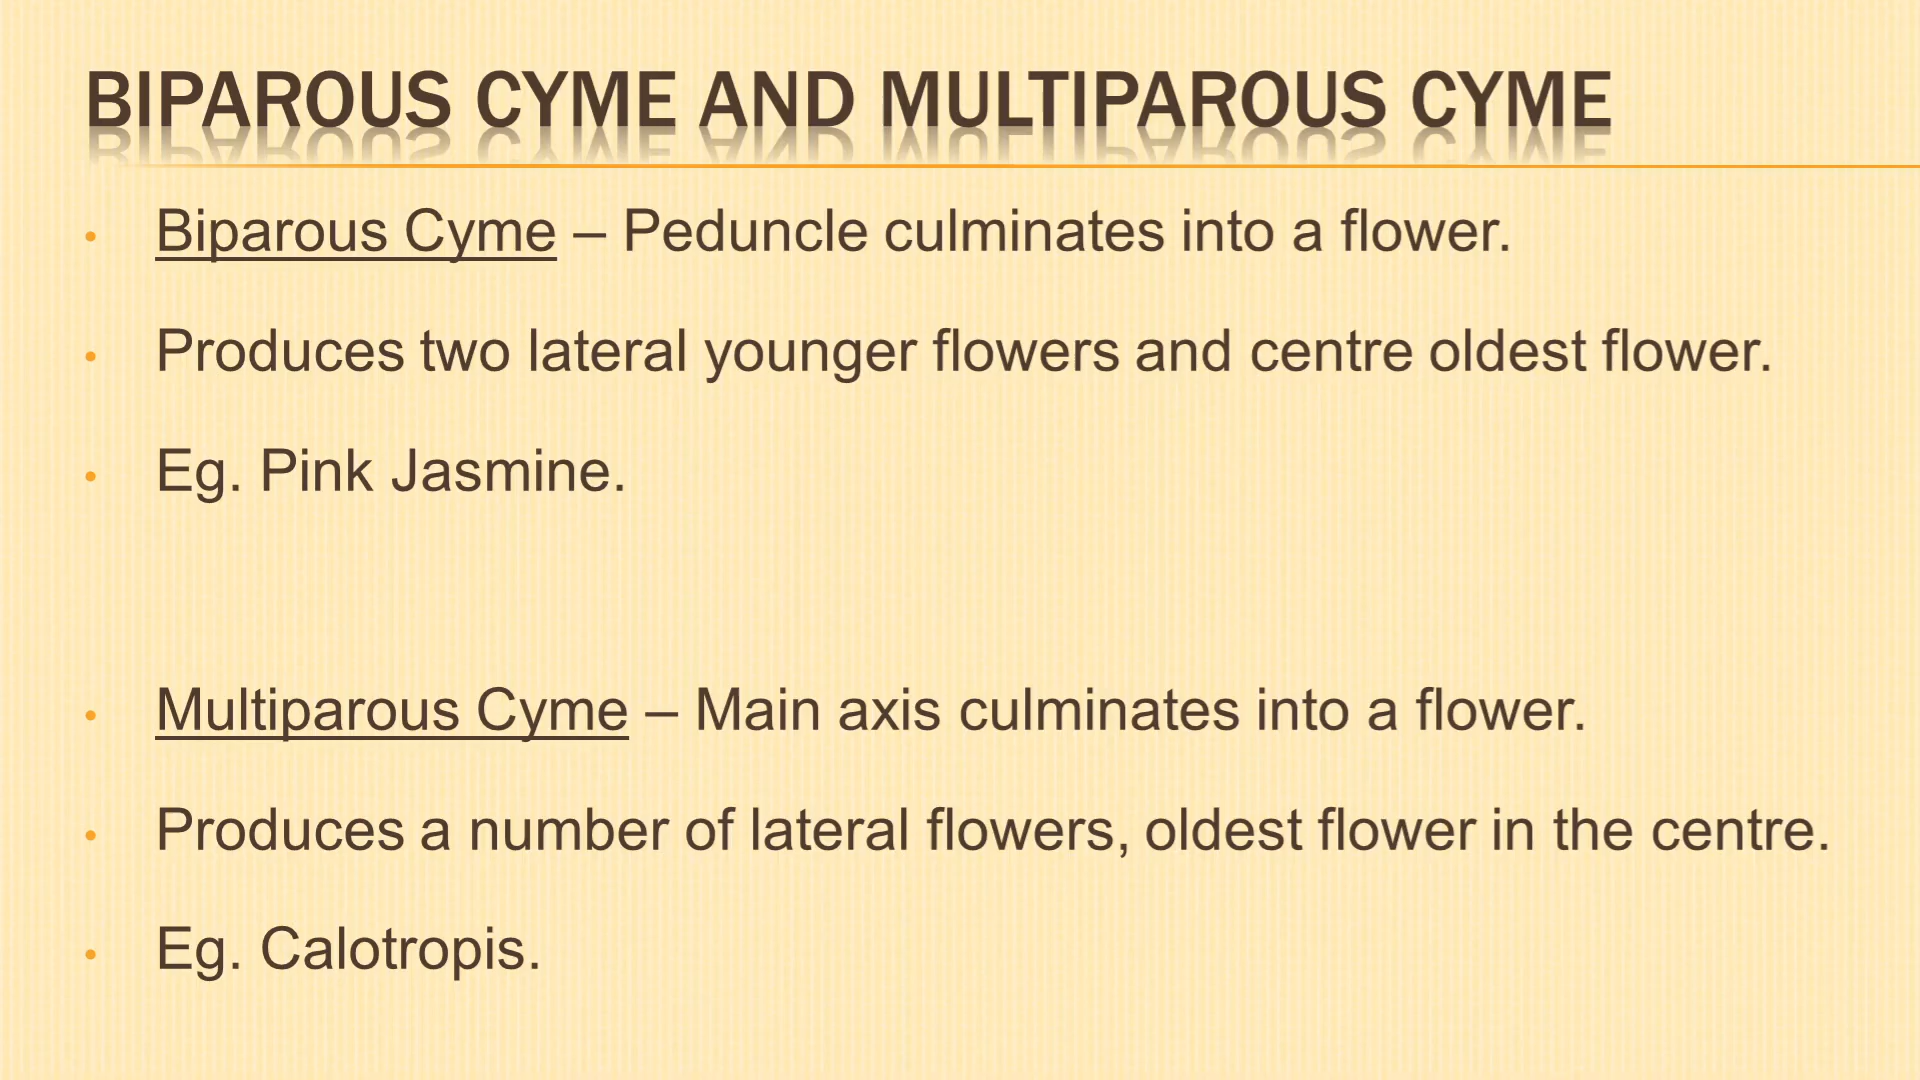 BIPAROUS CYME AND MULTIPAROUS CYME
• Biparous Cyme – Peduncle culminates into a flower.
• Produces two lateral younger flowers and centre oldest flower.
• Eg. Pink Jasmine.
• Multiparous Cyme – Main axis culminates into a flower.
• Produces a number of lateral flowers, oldest flower in the centre.
• Eg. Calotropis.